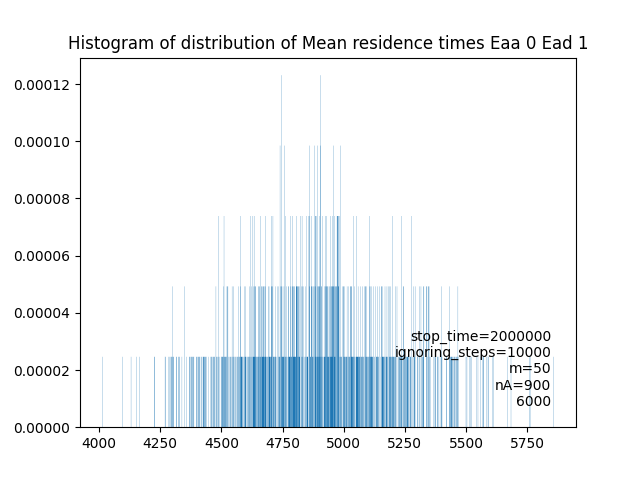 Histogram of distribution of Mean residence times Eaa 0 Ead 1
0.00012
0.00010
0.00008
0.00006
0.00004
0.00002
0.00000
stop_time=2000000
ignoring_steps=10000
m=50
nA=900
6000
4000 4250 4500 4750 5000 5250 5500 5750